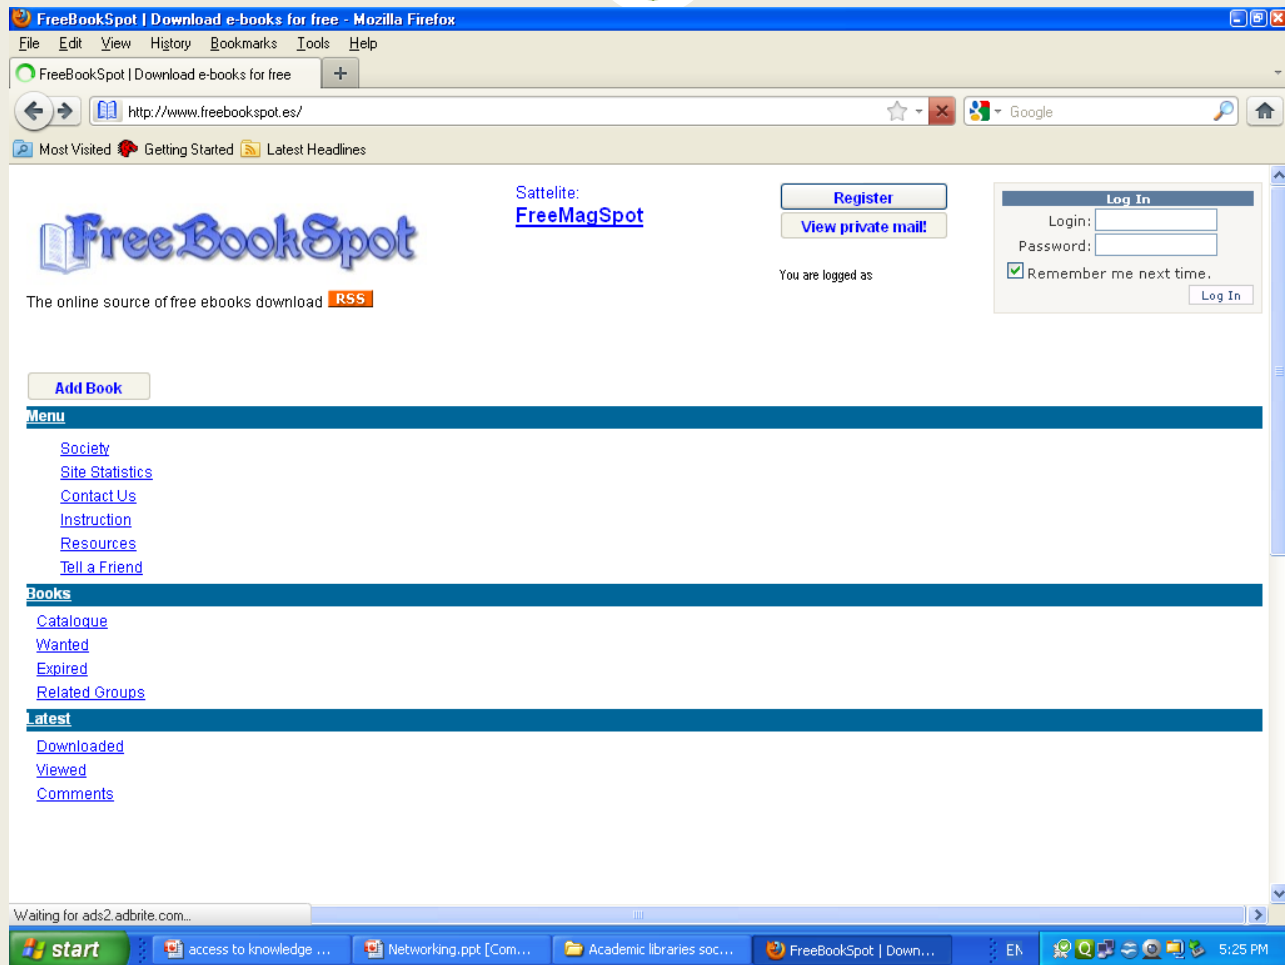 FreeBookSpot | Download e-books for free - Mozilla Firefox
File Edit View History Bookmarks Tools Help
FreeBookSpot | Download e-books for free +
http://www.freebookspot.es/ Google
Most Visited Getting Started Latest Headlines
FreeBookSpot
The online source of free ebooks download RSS
Sattelite:
FreeMagSpot
Register
View private mail!
You are logged as
Log In
Login:
Password:
Remember me next time.
Log In
Add Book
Menu
Society
Site Statistics
Contact Us
Instruction
Resources
Tell a Friend
Books
Catalogue
Wanted
Expired
Related Groups
Latest
Downloaded
Viewed
Comments
Waiting for ads2.adbrite.com...
start access to knowledge ... Networking.ppt [Com... Academic libraries soc... FreeBookSpot | Down... EN 5:25 PM